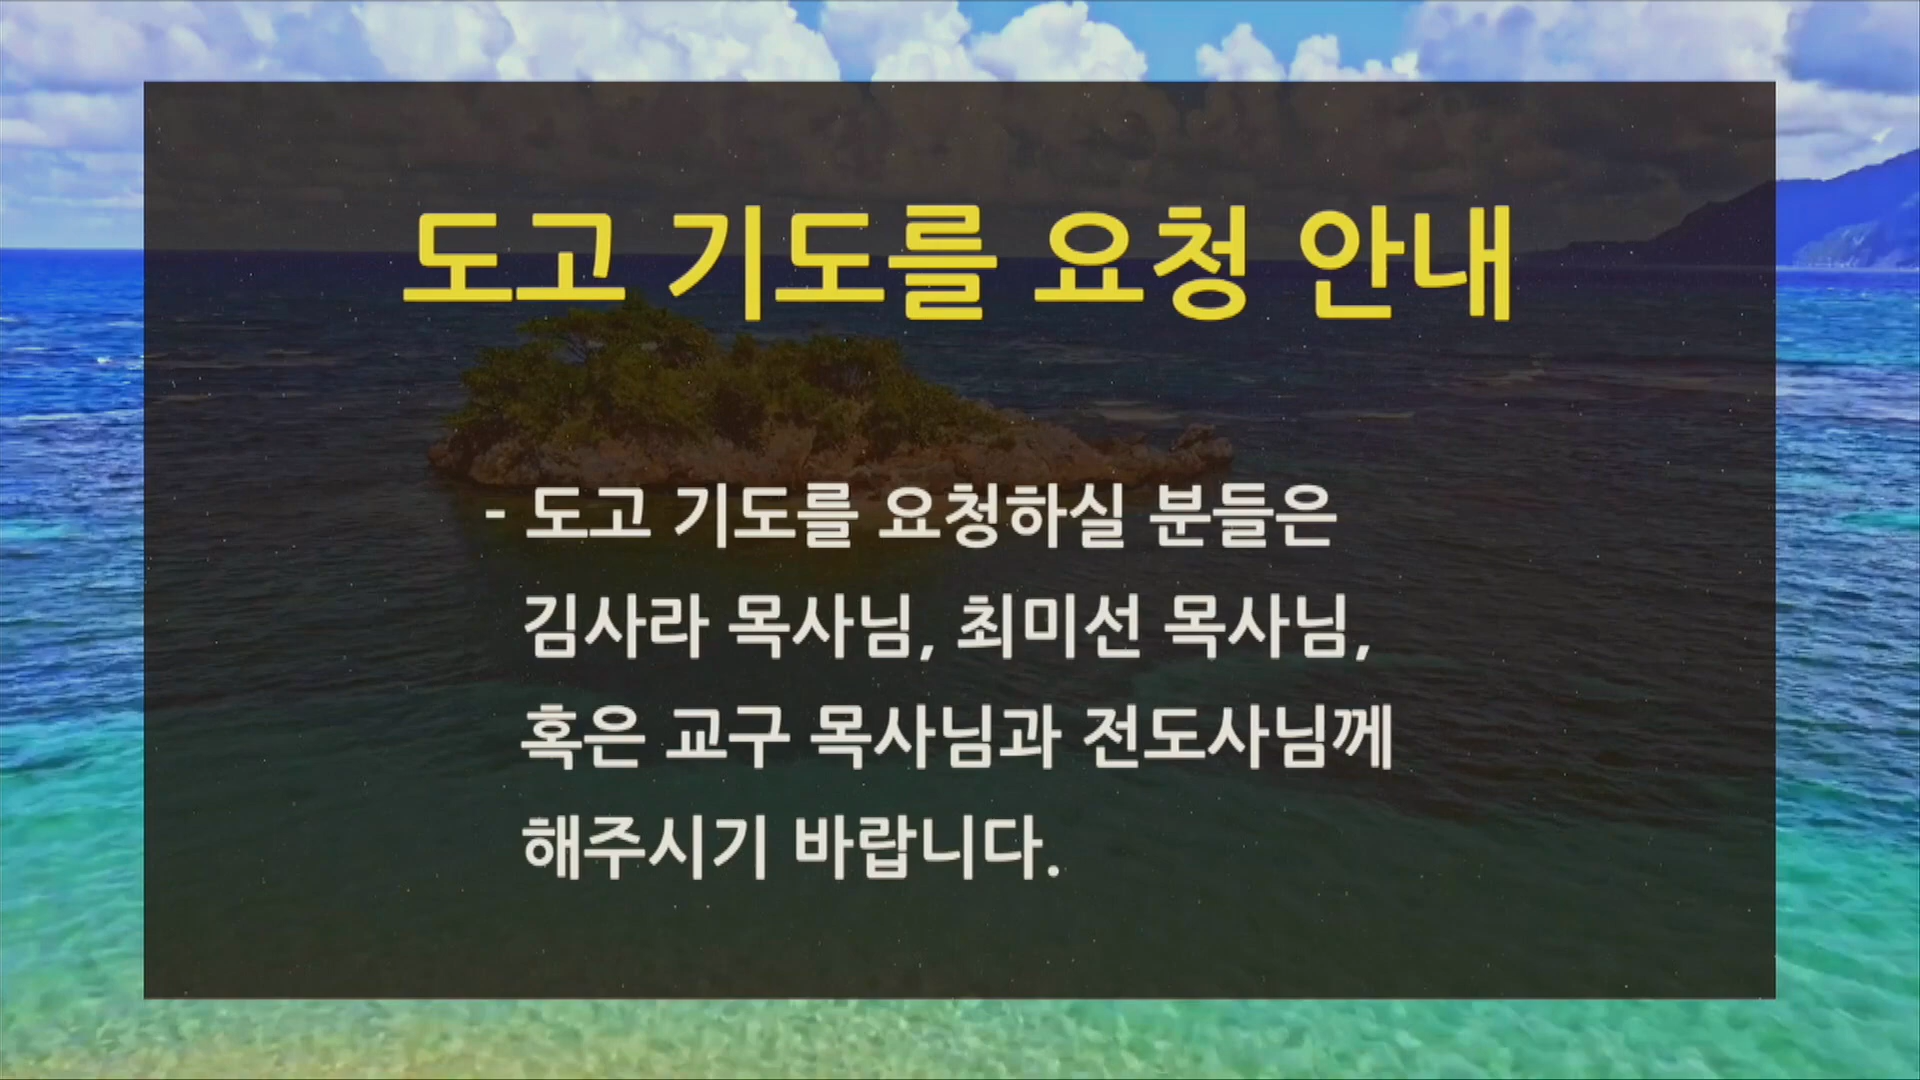 도고 기도를 요청 안내
- 도고 기도를 요청하실 분들은
김사라 목사님, 최미선 목사님,
혹은 교구 목사님과 전도사님께
해주시기 바랍니다.